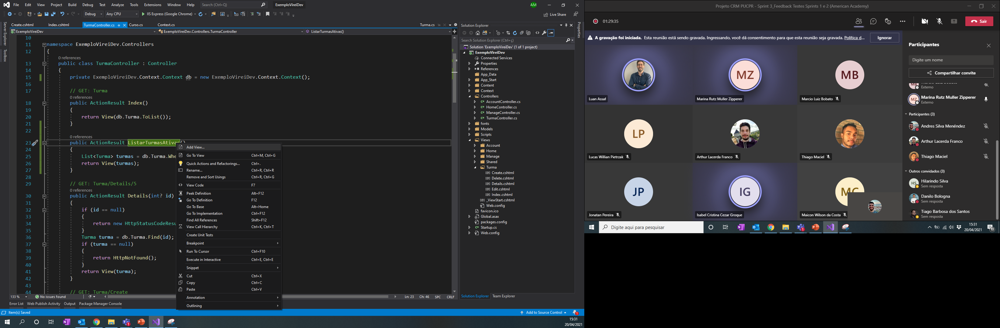 File Edit View Project Build Debug Test Analyze Tools Extensions Window Help Search (Ctrl+Q) ExemploVireiDev AM
Debug Any CPU IIS Express (Google Chrome) Live Share
Create.cshtml Index.cshtml TurmaController.cs Curso.cs Context.cs Turma.cs
ExemploVireiDev ExemploVireiDev.Controllers.TurmaController ListarTurmasAtivas()
Server Explorer
Toolbox
10
11 namespace ExemploVireiDev.Controllers
12 {
0 references
13 public class TurmaController : Controller
14 {
15 private ExemploVireiDev.Context.Context db = new ExemploVireiDev.Context.Context();
16
17 // GET: Turma
0 references
18 public ActionResult Index()
19 {
20 return View(db.Turma.ToList());
21 }
22
0 references
23 public ActionResult ListarTurmasAtivas()
24 {
25 List<Turma> turmas = db.Turma.Whe
26 return View(turmas);
27 }
28
29 // GET: Turma/Details/5
0 references
30 public ActionResult Details(int? id)
31 {
32 if (id == null)
33 {
34 return new HttpStatusCodeResu
35 }
36 Turma turma = db.Turma.Find(id);
37 if (turma == null)
38 {
39 return HttpNotFound();
40 }
41 return View(turma);
42 }
43
44 // GET: Turma/Create
Add View...
Go To View Ctrl+M, Ctrl+G
Quick Actions and Refactorings... Ctrl+.
Rename... Ctrl+R, Ctrl+R
Remove and Sort Usings Ctrl+R, Ctrl+G
View Code F7
Peek Definition Alt+F12
Go To Definition F12
Go To Base Alt+Home
Go To Implementation Ctrl+F12
Find All References Shift+F12
View Call Hierarchy Ctrl+K, Ctrl+T
Create Unit Tests
Breakpoint
Run To Cursor Ctrl+F10
Execute in Interactive Ctrl+E, Ctrl+E
Snippet
Cut Ctrl+X
Copy Ctrl+C
Paste Ctrl+V
Annotation
Outlining
133 % No issues found Ln: 23 Ch: 46 SPC CRLF
Error List Web Publish Activity Output Package Manager Console
Item(s) Saved Add to Source Control 1
15:31
20/04/2021
Solution Explorer
Properties
Search Solution Explorer (Ctrl+ç)
Solution 'ExemploVireiDev' (1 of 1 project)
ExemploVireiDev
Connected Services
Properties
References
App_Data
App_Start
Content
Context
Controllers
AccountController.cs
HomeController.cs
ManageController.cs
TurmaController.cs
fonts
Models
Scripts
Views
Account
Home
Manage
Shared
Turma
Create.cshtml
Delete.cshtml
Details.cshtml
Edit.cshtml
Index.cshtml
_ViewStart.cshtml
Web.config
favicon.ico
Global.asax
packages.config
Startup.cs
Web.config
Solution Explorer Team Explorer
Projeto CRM PUCPR - Sprint 3_Feedback Testes Sprints 1 e 2 (American Academy)
01:29:35 Sair
A gravação foi iniciada. Esta reunião está sendo gravada. Ingressando, você dá consentimento para que esta reunião seja gravada. Política d... Ignorar
MZ MB
Luan Assaf Marina Rutz Muller Zipperer Marcio Luiz Bobato
LP
Lucas Willian Pietrzak Arthur Lacerda Franco Thiago Maciel
JP IG
Jonatan Pereira Isabel Cristina Cezar Groque Maicon Wilson da Costa
Participantes
Digite um nome
Compartilhar convite
Externo
MZ Marina Rutz Muller Zipperer
Externo
Participantes (3)
Andres Silva Menéndez
Arthur Lacerda Franco
Thiago Maciel
Outros convidados (3)
HS Hilarindo Silva
Sem resposta
Danilo Bologna
Sem resposta
Tiago Barbosa dos Santos
Sem resposta
Digite aqui para pesquisar
15:31
20/04/2021
10